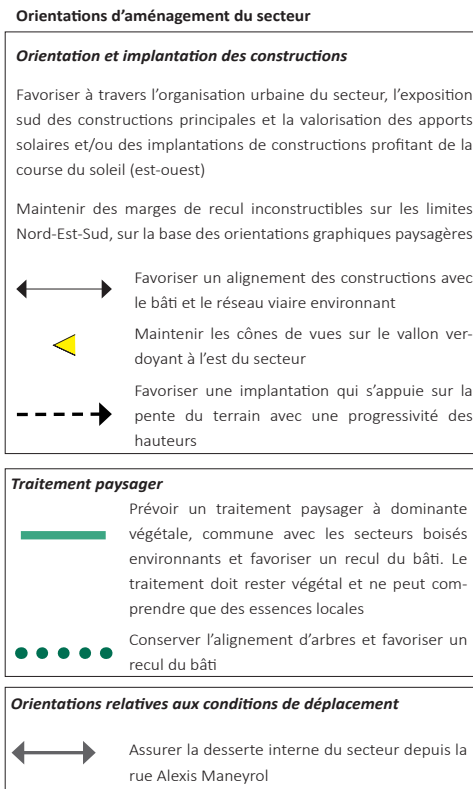 Orientations d’aménagement du secteur
Orientation et implantation des constructions
Favoriser à travers l’organisation urbaine du secteur, l’exposition
sud des constructions principales et la valorisation des apports
solaires et/ou des implantations de constructions profitant de la
course du soleil (est-ouest)
Maintenir des marges de recul inconstructibles sur les limites
Nord-Est-Sud, sur la base des orientations graphiques paysagères
Favoriser un alignement des constructions avec
le bâti et le réseau viaire environnant
Maintenir les cônes de vues sur le vallon ver-
doyant à l’est du secteur
Favoriser une implantation qui s’appuie sur la
pente du terrain avec une progressivité des
hauteurs
Traitement paysager
Prévoir un traitement paysager à dominante
végétale, commune avec les secteurs boisés
environnants et favoriser un recul du bâti. Le
traitement doit rester végétal et ne peut com-
prendre que des essences locales
Conserver l’alignement d’arbres et favoriser un
recul du bâti
Orientations relatives aux conditions de déplacement
Assurer la desserte interne du secteur depuis la
rue Alexis Maneyrol